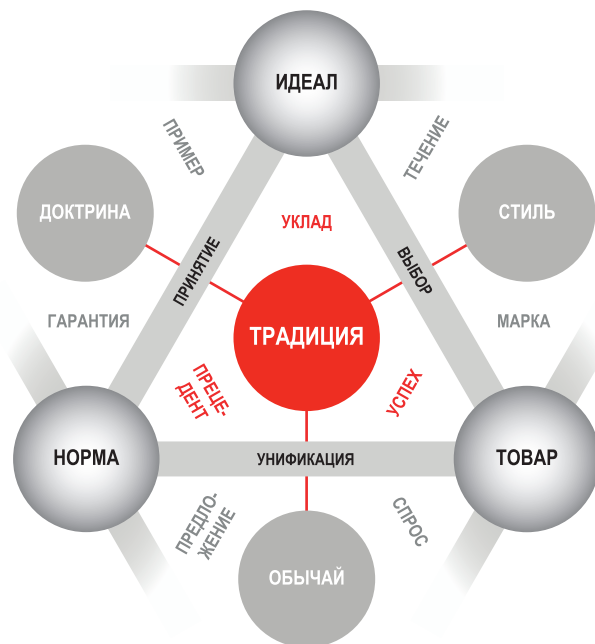 ИДЕАЛ
ПРИМЕР
ТЕЧЕНИЕ
ДОКТРИНА
СТИЛЬ
УКЛАД
ПРИНЯТИЕ
ВЫБОР
ГАРАНТИЯ
ТРАДИЦИЯ
МАРКА
ПРЕЦЕ-
ДЕНТ
УСПЕХ
НОРМА
УНИФИКАЦИЯ
ТОВАР
ПРЕДЛО-
ЖЕНИЕ
СПРОС
ОБЫЧАЙ